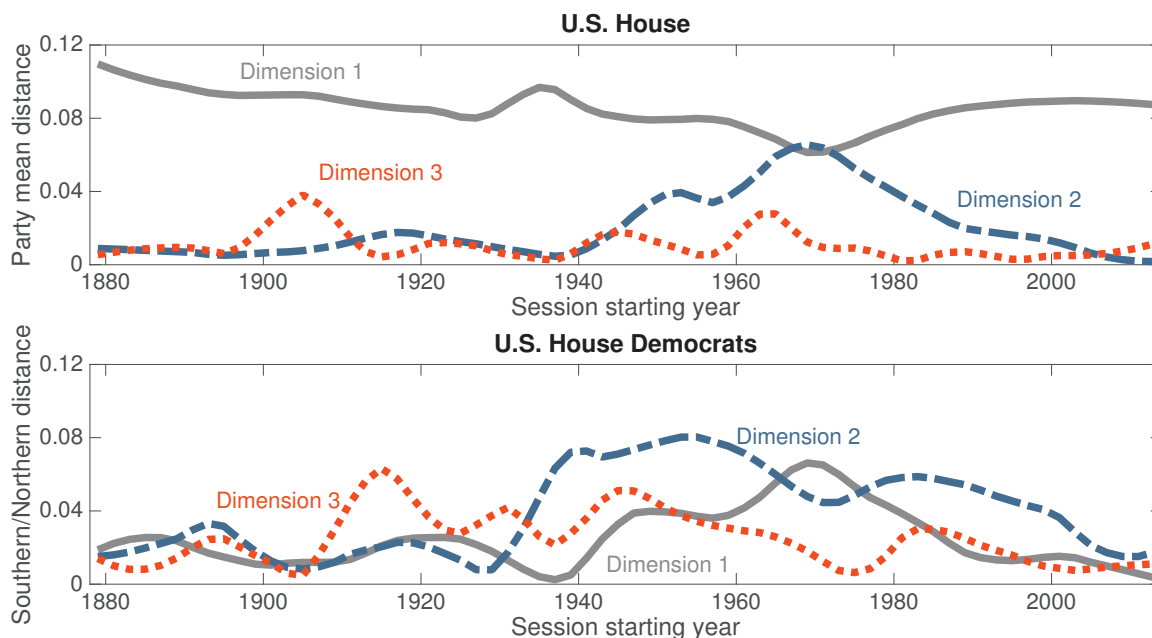 U.S. House
Party mean distance
0.12
0.08
0.04
0
Dimension 1
Dimension 3
Dimension 2
1880 1900 1920 1940 1960 1980 2000
Session starting year
U.S. House Democrats
Southern/Northern distance
0.12
0.08
0.04
0
Dimension 2
Dimension 3
Dimension 1
1880 1900 1920 1940 1960 1980 2000
Session starting year